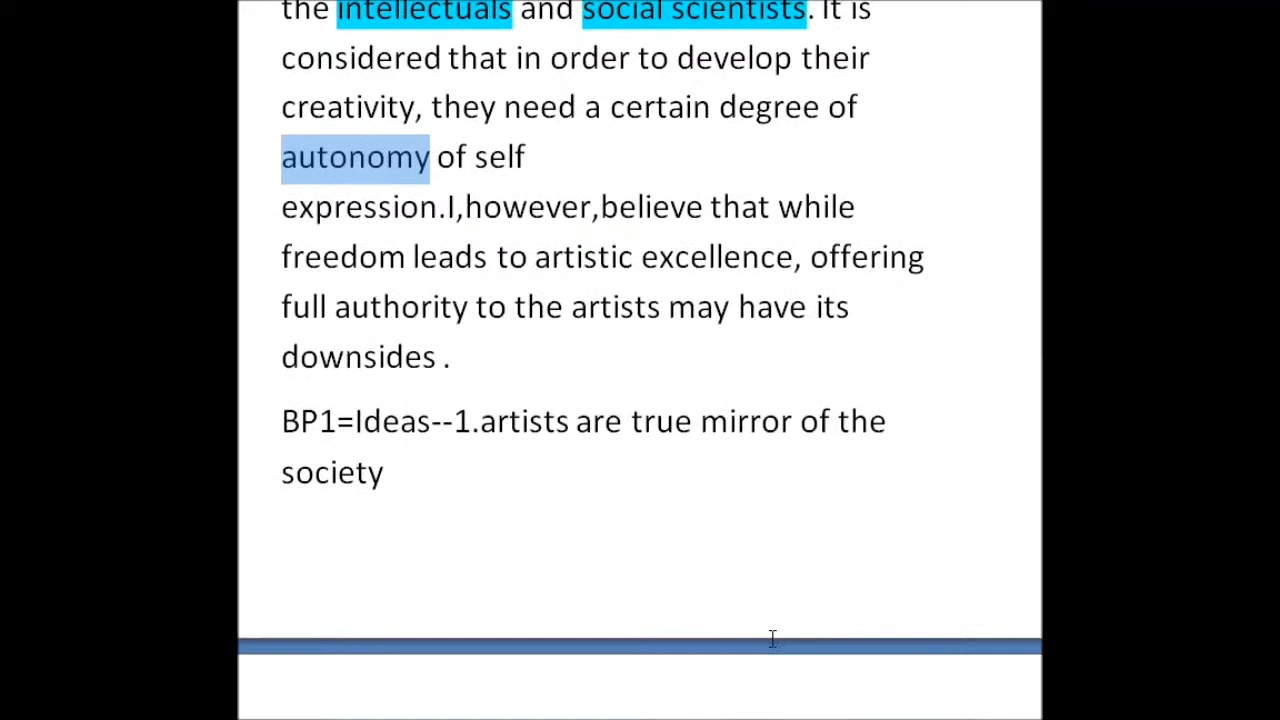 the intellectuals and social scientists. It is
considered that in order to develop their
creativity, they need a certain degree of
autonomy of self
expression.I,however,believe that while
freedom leads to artistic excellence, offering
full authority to the artists may have its
downsides .
BP1=Ideas--1.artists are true mirror of the
society